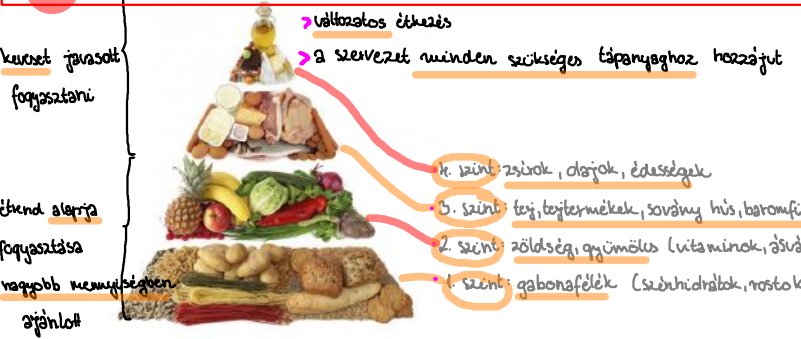 > változatos étkezés
> a szervezet minden szükséges tápanyaghoz hozzájut
keveset javasolt
fogyasztani
4. szint: zsírok, olajok, édességek
3. szint: tej, tejtermékek, sovány hús, baromfi
étrend alapja
2. szint: zöldség, gyümölcs (vitaminok, ásvá
fogyasztása
nagyobb mennyiségben
1. szint: gabonafélék (szénhidrátok, rostok
ajánlott